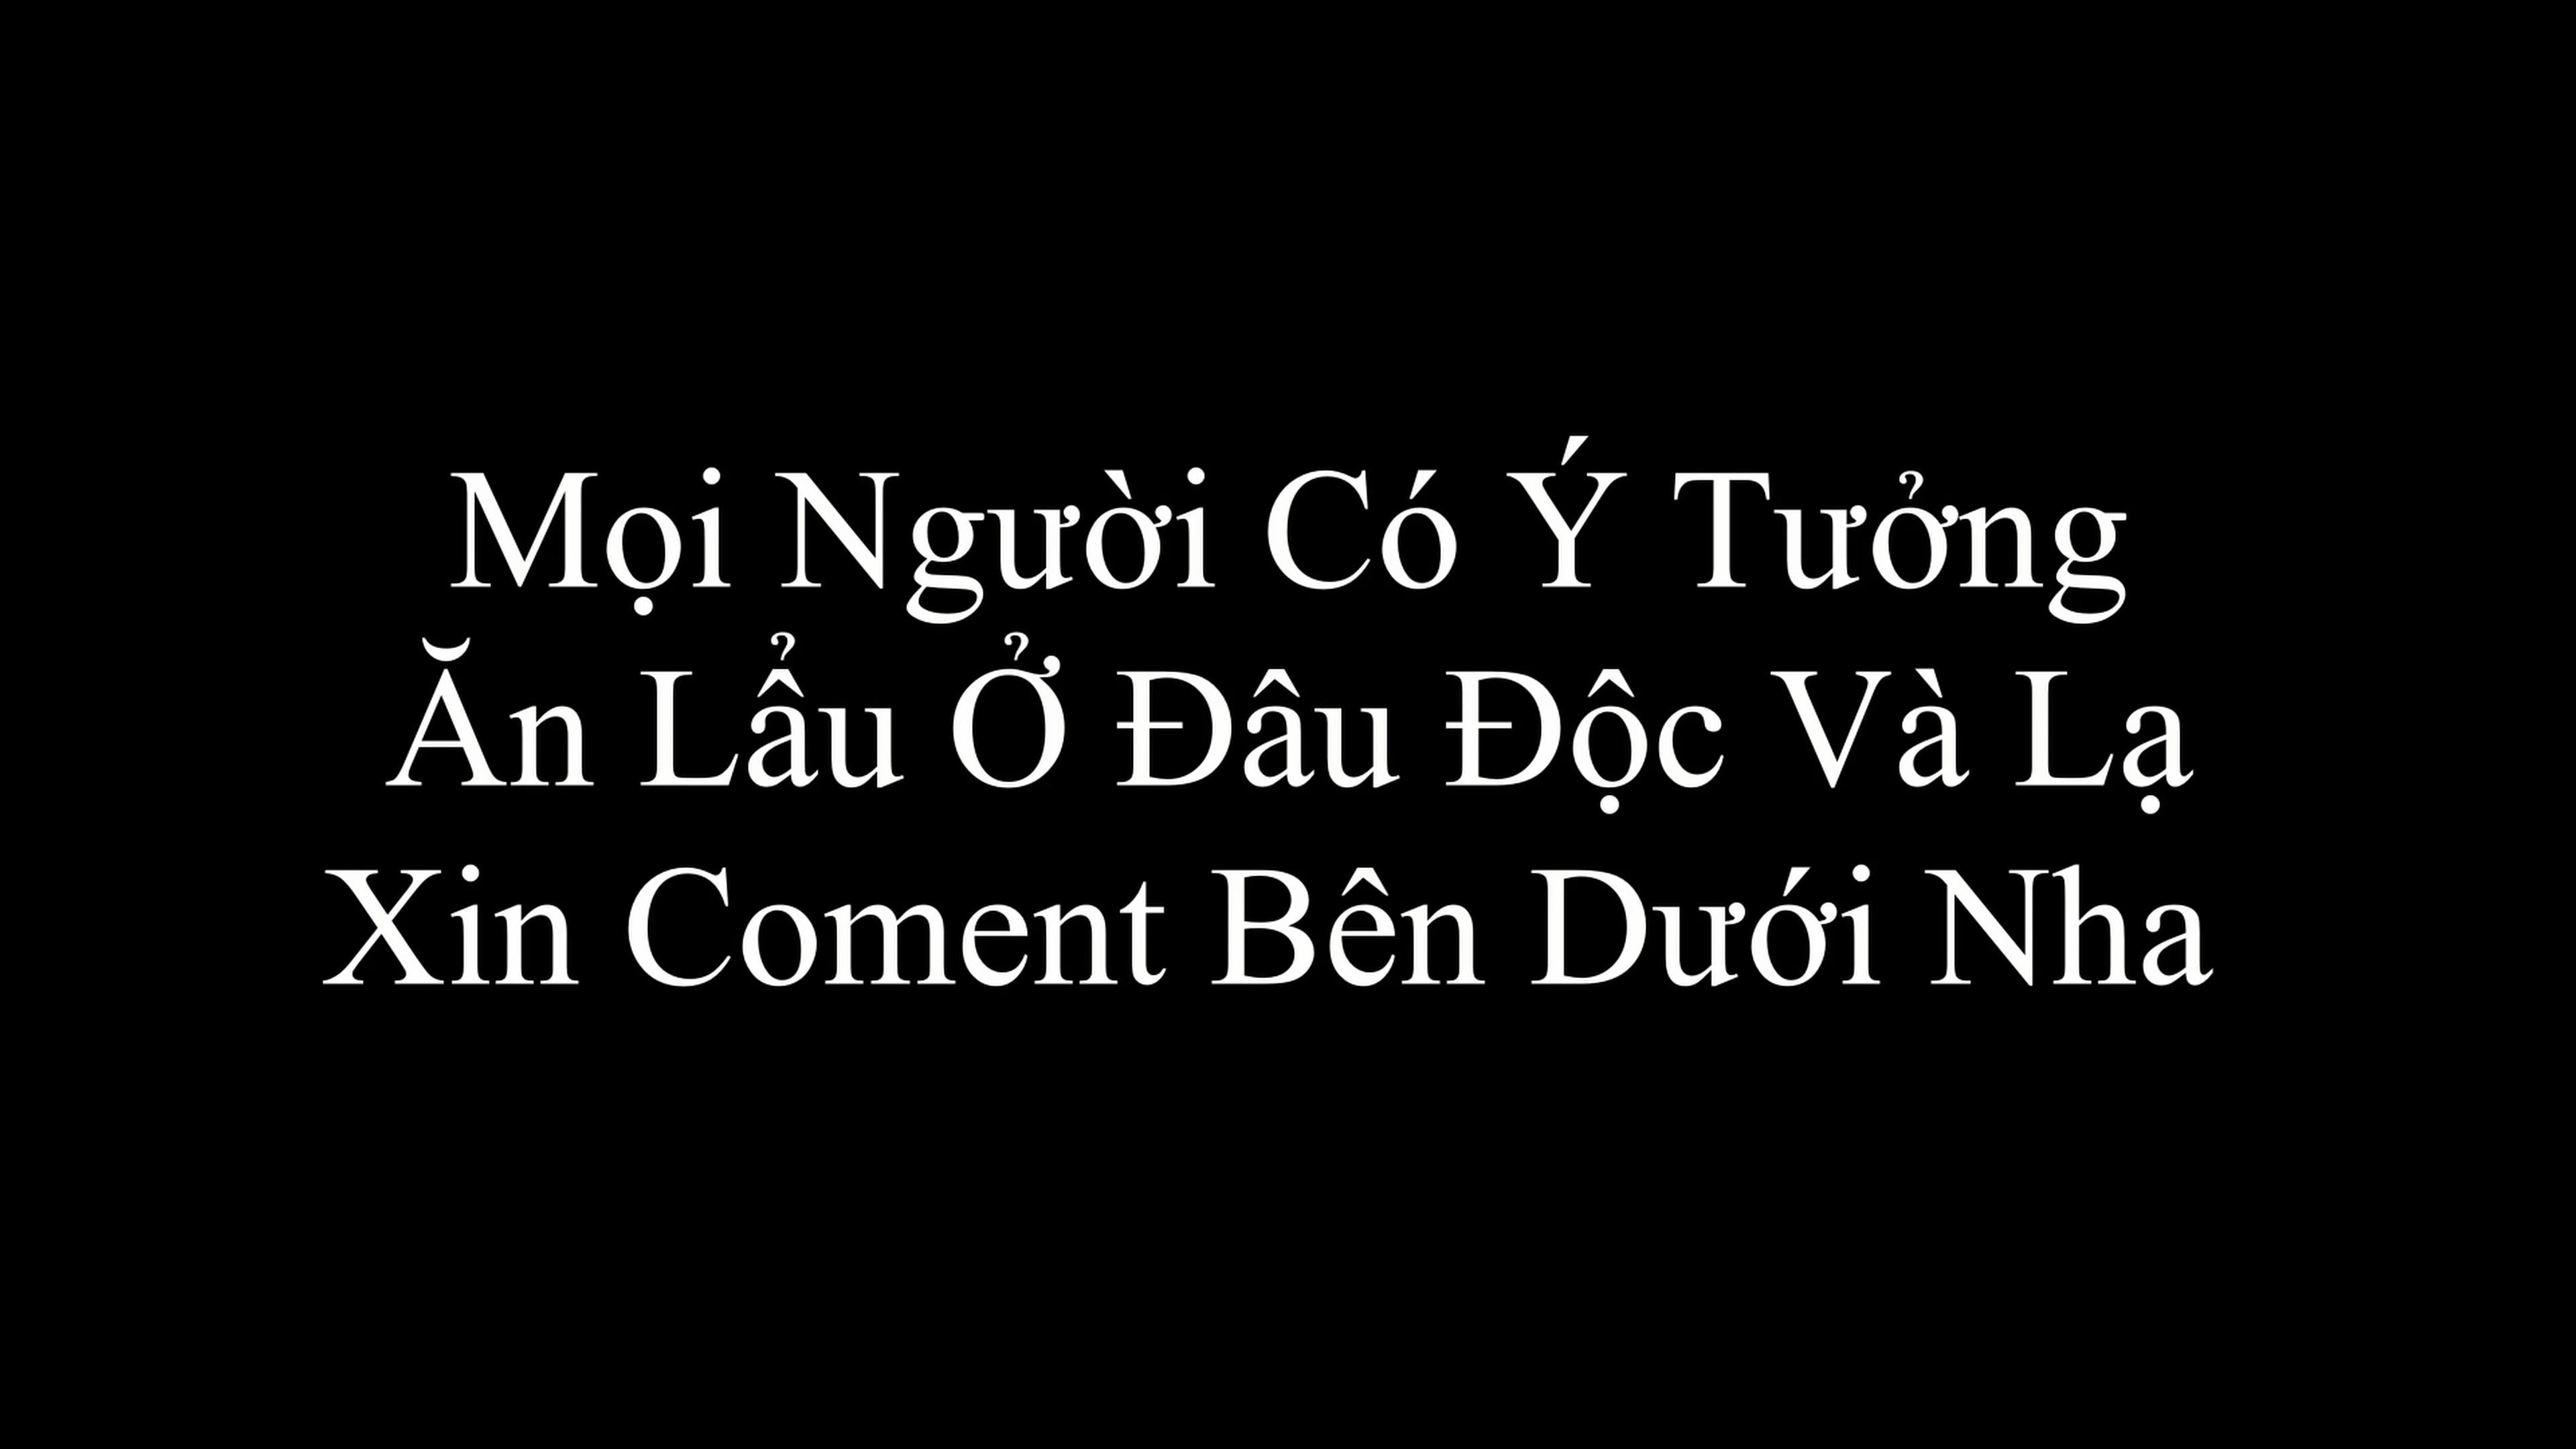 Mọi Người Có Ý Tưởng
Ăn Lẩu Ở Đâu Độc Và Lạ
Xin Coment Bên Dưới Nha